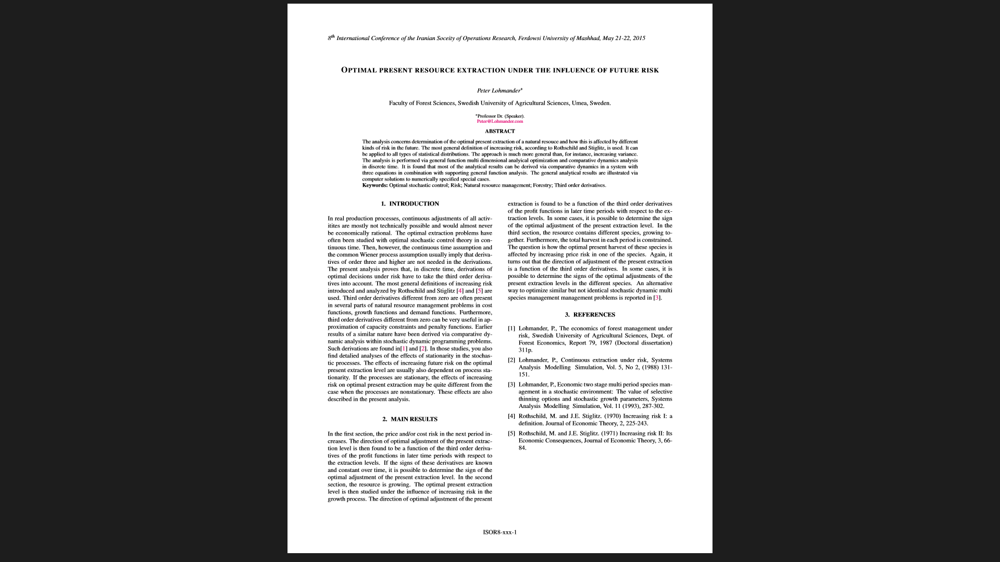 8th International Conference of the Iranian Soceity of Operations Research, Ferdowsi University of Mashhad, May 21-22, 2015
OPTIMAL PRESENT RESOURCE EXTRACTION UNDER THE INFLUENCE OF FUTURE RISK
Peter Lohmander*
Faculty of Forest Sciences, Swedish University of Agricultural Sciences, Umea, Sweden.
*Professor Dr. (Speaker).
Peter@Lohmander.com
ABSTRACT
The analysis concerns determination of the optimal present extraction of a natural resouce and how this is affected by different
kinds of risk in the future. The most general definition of increasing risk, according to Rothschild and Stiglitz, is used. It can
be applied to all types of statistical distributions. The approach is much more general than, for instance, increasing variance.
The analysis is performed via general function multi dimensional analyical optimization and comparative dynamics analysis
in discrete time. It is found that most of the analytical results can be derived via comparative dynamics in a system with
three equations in combination with supporting general function analysis. The general analytical results are illustrated via
computer solutions to numerically specified special cases.
Keywords: Optimal stochastic control; Risk; Natural resource management; Forestry; Third order derivatives.
1. INTRODUCTION
In real production processes, continuous adjustments of all activ-
itites are mostly not technically possible and would almost never
be economically rational. The optimal extraction problems have
often been studied with optimal stochastic control theory in con-
tinuous time. Then, however, the continuous time assumption and
the common Wiener process assumption usually imply that deriva-
tives of order three and higher are not needed in the derivations.
The present analysis proves that, in discrete time, derivations of
optimal decisions under risk have to take the third order deriva-
tives into account. The most general definitions of increasing risk
introduced and analyzed by Rothschild and Stiglitz [4] and [5] are
used. Third order derivatives different from zero are often present
in several parts of natural resource management problems in cost
functions, growth functions and demand functions. Furthermore,
third order derivatives different from zero can be very useful in ap-
proximation of capacity constraints and penalty functions. Earlier
results of a similar nature have been derived via comparative dy-
namic analysis within stochastic dynamic programming problems.
Such derivations are found in[1] and [2]. In those studies, you also
find detalied analyses of the effects of stationarity in the stochas-
tic processes. The effects of increasing future risk on the optimal
present extraction level are usually also dependent on process sta-
tionarity. If the processes are stationary, the effects of increasing
risk on optimal present extraction may be quite different from the
case when the processes are nonstationary. These effects are also
described in the present analysis.
2. MAIN RESULTS
In the first section, the price and/or cost risk in the next period in-
creases. The direction of optimal adjustment of the present extrac-
tion level is then found to be a function of the third order deriva-
tives of the profit functions in later time periods with respect to
the extraction levels. If the signs of these derivatives are known
and constant over time, it is possible to determine the sign of the
optimal adjustment of the present extraction level. In the second
section, the resource is growing. The optimal present extraction
level is then studied under the influence of increasing risk in the
growth process. The direction of optimal adjustment of the present
extraction is found to be a function of the third order derivatives
of the profit functions in later time periods with respect to the ex-
traction levels. In some cases, it is possible to determine the sign
of the optimal adjustment of the present extraction level. In the
third section, the resource contains different species, growing to-
gether. Furthermore, the total harvest in each period is constrained.
The question is how the optimal present harvest of these species is
affected by increasing price risk in one of the species. Again, it
turns out that the direction of adjustment of the present extraction
is a function of the third order derivatives. In some cases, it is
possible to determine the signs of the optimal adjustments of the
present extraction levels in the different species. An alternative
way to optimize similar but not identical stochastic dynamic multi
species management management problems is reported in [3].
3. REFERENCES
[1] Lohmander, P., The economics of forest management under
risk, Swedish University of Agricultural Sciences, Dept. of
Forest Economics, Report 79, 1987 (Doctoral dissertation)
311p.
[2] Lohmander, P., Continuous extraction under risk, Systems
Analysis Modelling Simulation, Vol. 5, No 2, (1988) 131-
151.
[3] Lohmander, P., Economic two stage multi period species man-
agement in a stochastic environment: The value of selective
thinning options and stochastic growth parameters, Systems
Analysis Modelling Simulation, Vol. 11 (1993), 287-302.
[4] Rothschild, M. and J.E. Stiglitz. (1970) Increasing risk I: a
definition. Journal of Economic Theory, 2, 225-243.
[5] Rothschild, M. and J.E. Stiglitz. (1971) Increasing risk II: Its
Economic Consequences, Journal of Economic Theory, 3, 66-
84.
ISOR8-xxx-1